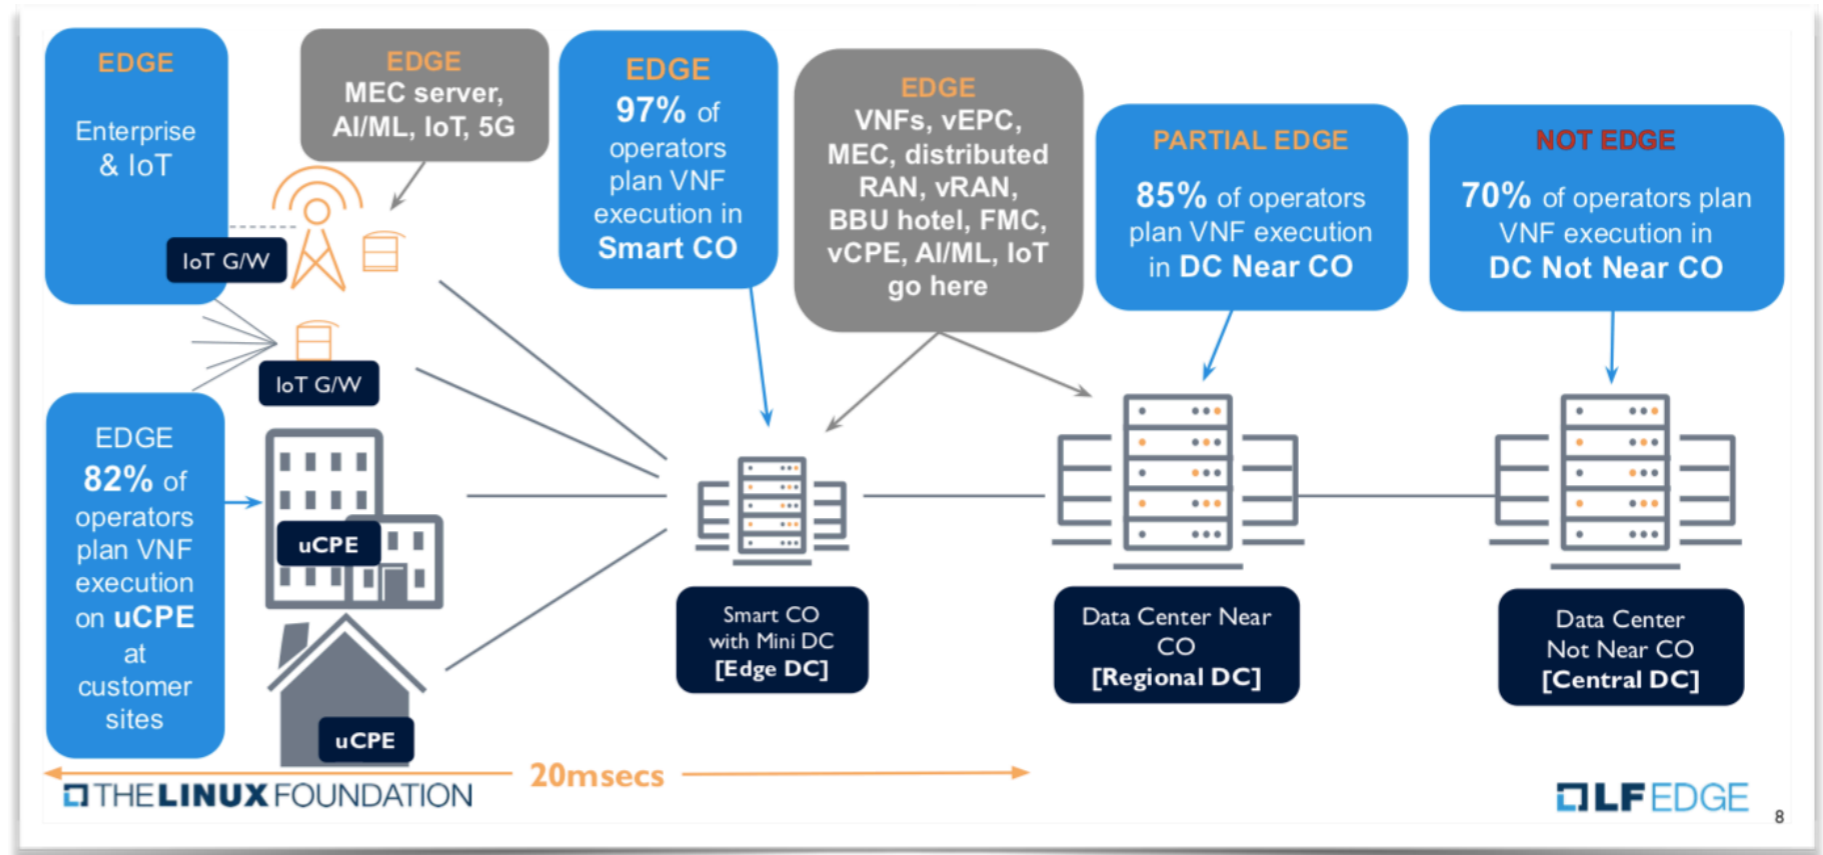 EDGE
Enterprise
& IoT
EDGE
MEC server,
AI/ML, IoT, 5G
EDGE
97% of
operators
plan VNF
execution in
Smart CO
EDGE
VNFs, vEPC,
MEC, distributed
RAN, vRAN,
BBU hotel, FMC,
vCPE, AI/ML, IoT
go here
PARTIAL EDGE
85% of operators
plan VNF execution
in DC Near CO
NOT EDGE
70% of operators plan
VNF execution in
DC Not Near CO
IoT G/W
IoT G/W
EDGE
82% of
operators
plan VNF
execution
on uCPE
at
customer
sites
uCPE
uCPE
Smart CO
with Mini DC
[Edge DC]
Data Center Near
CO
[Regional DC]
Data Center
Not Near CO
[Central DC]
20msecs
THE LINUX FOUNDATION
LF EDGE
8